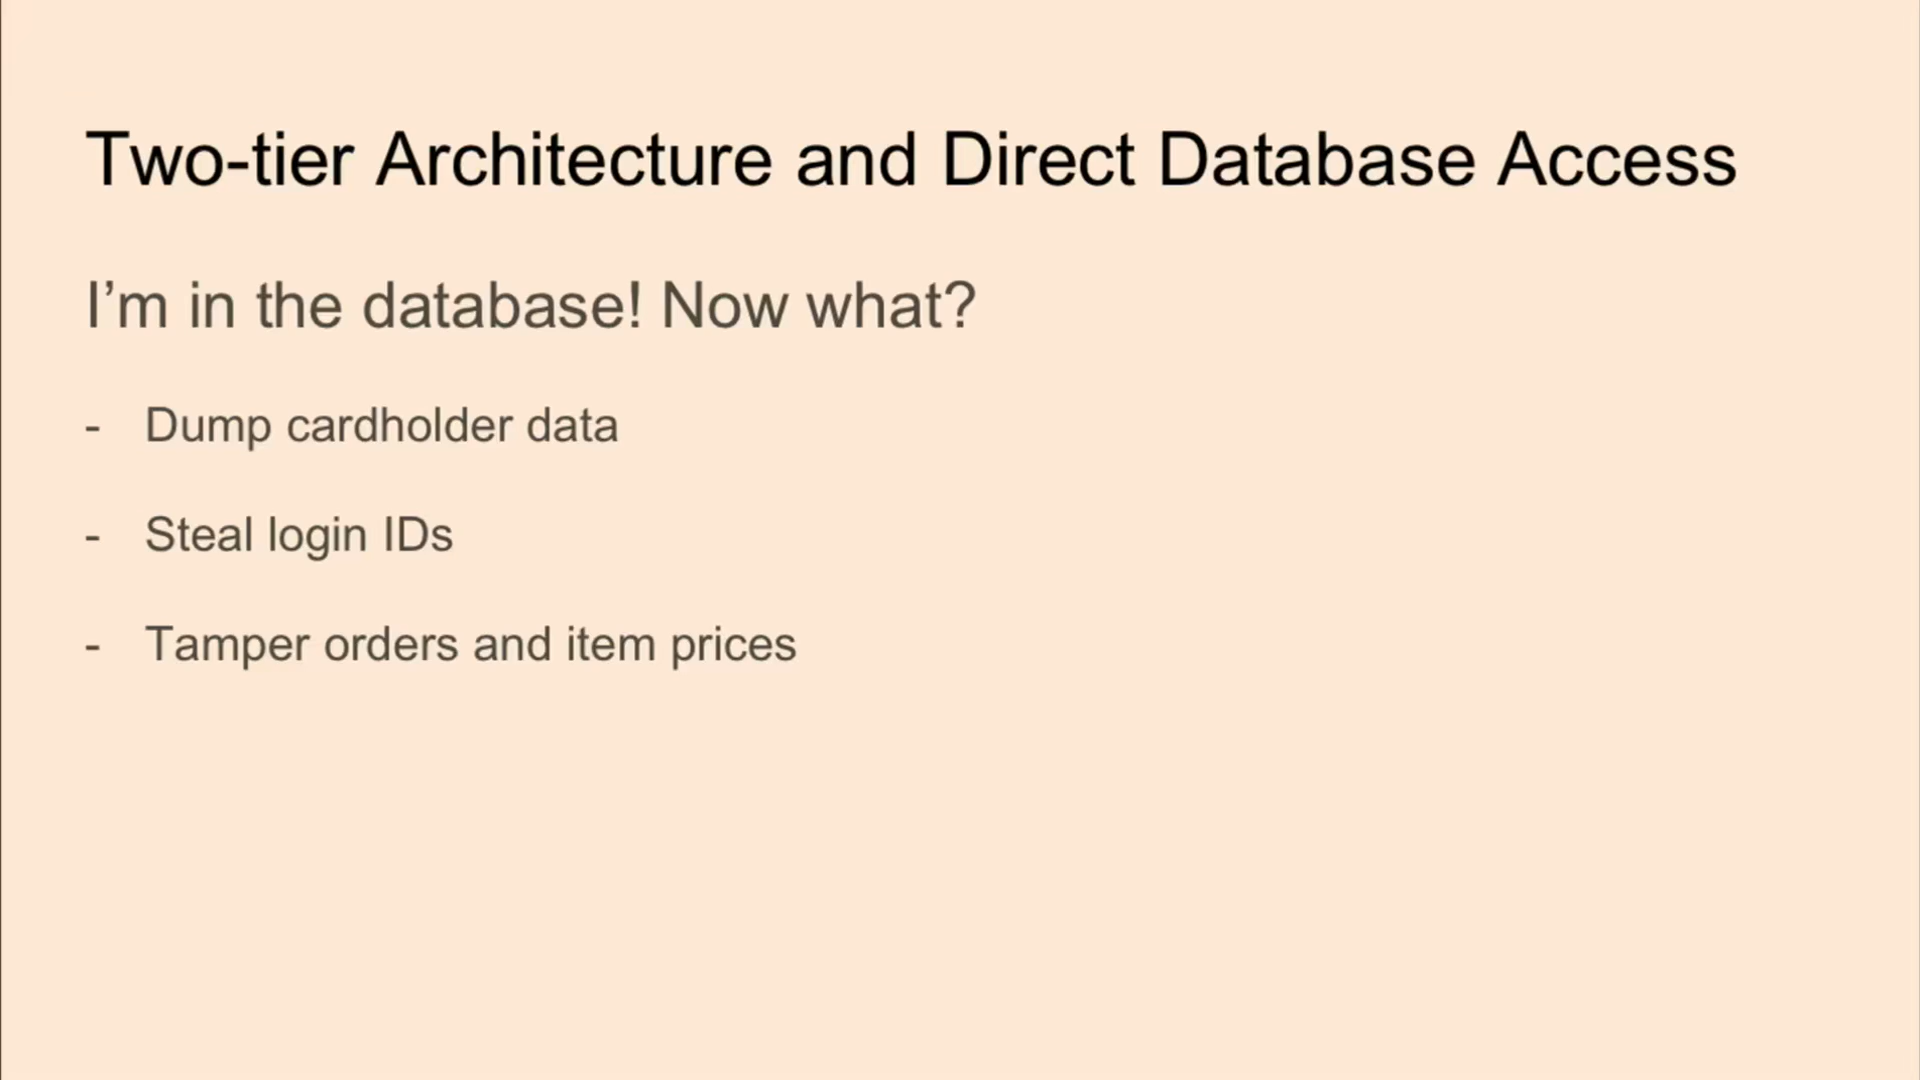 Two-tier Architecture and Direct Database Access
I’m in the database! Now what?
- Dump cardholder data
- Steal login IDs
- Tamper orders and item prices